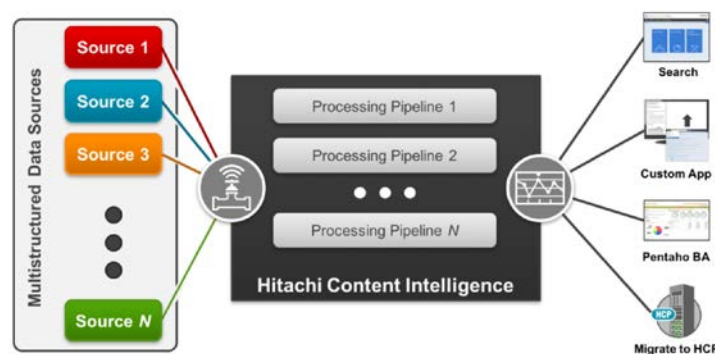 Multistructured Data Sources
Source 1
Source 2
Source 3
Source N
Processing Pipeline 1
Processing Pipeline 2
Processing Pipeline N
Hitachi Content Intelligence
Search
Custom App
Pentaho BA
HCP
Migrate to HCP